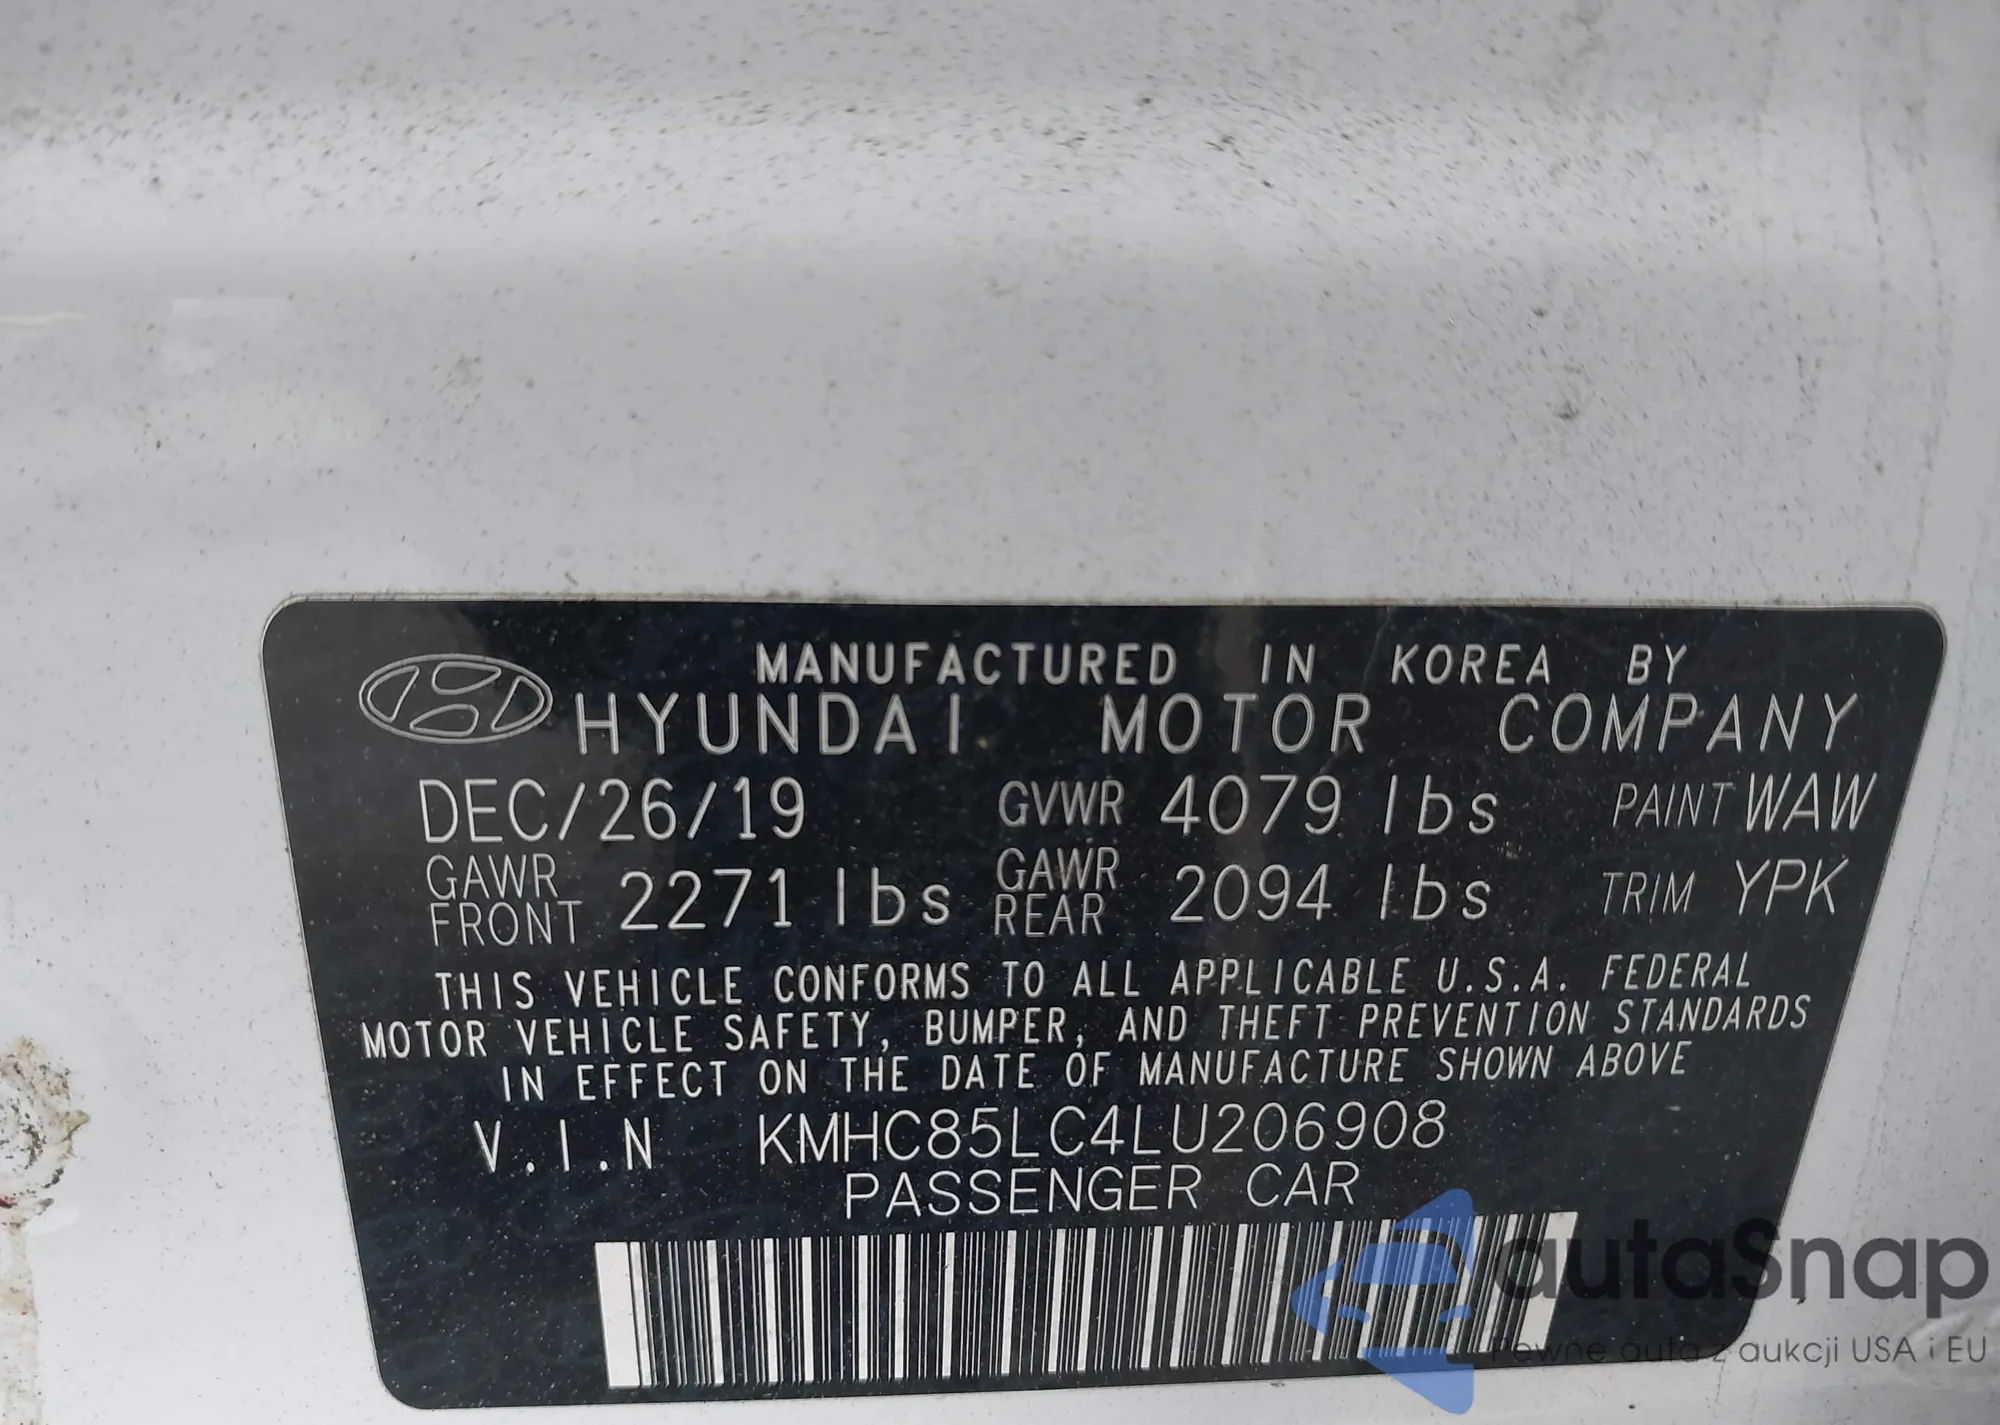 MANUFACTURED IN KOREA BY
HYUNDAI MOTOR COMPANY
DEC/26/19 GVWR 4079 lbs PAINT WAW
GAWR FRONT 2271 lbs GAWR REAR 2094 lbs TRIM YPK
THIS VEHICLE CONFORMS TO ALL APPLICABLE U.S.A. FEDERAL
MOTOR VEHICLE SAFETY, BUMPER, AND THEFT PREVENTION STANDARDS
IN EFFECT ON THE DATE OF MANUFACTURE SHOWN ABOVE
V.I.N KMHC85LC4LU206908
PASSENGER CAR
autaSnap
Pewne auta z aukcji USA i EU